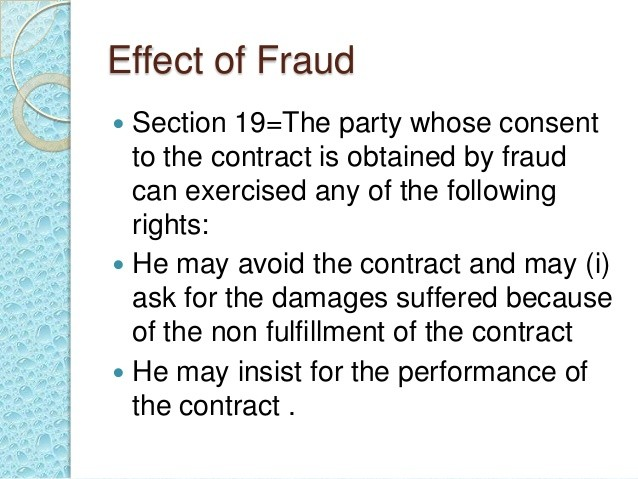 Effect of Fraud
• Section 19=The party whose consent
to the contract is obtained by fraud
can exercised any of the following
rights:
• He may avoid the contract and may (i)
ask for the damages suffered because
of the non fulfillment of the contract
• He may insist for the performance of
the contract .